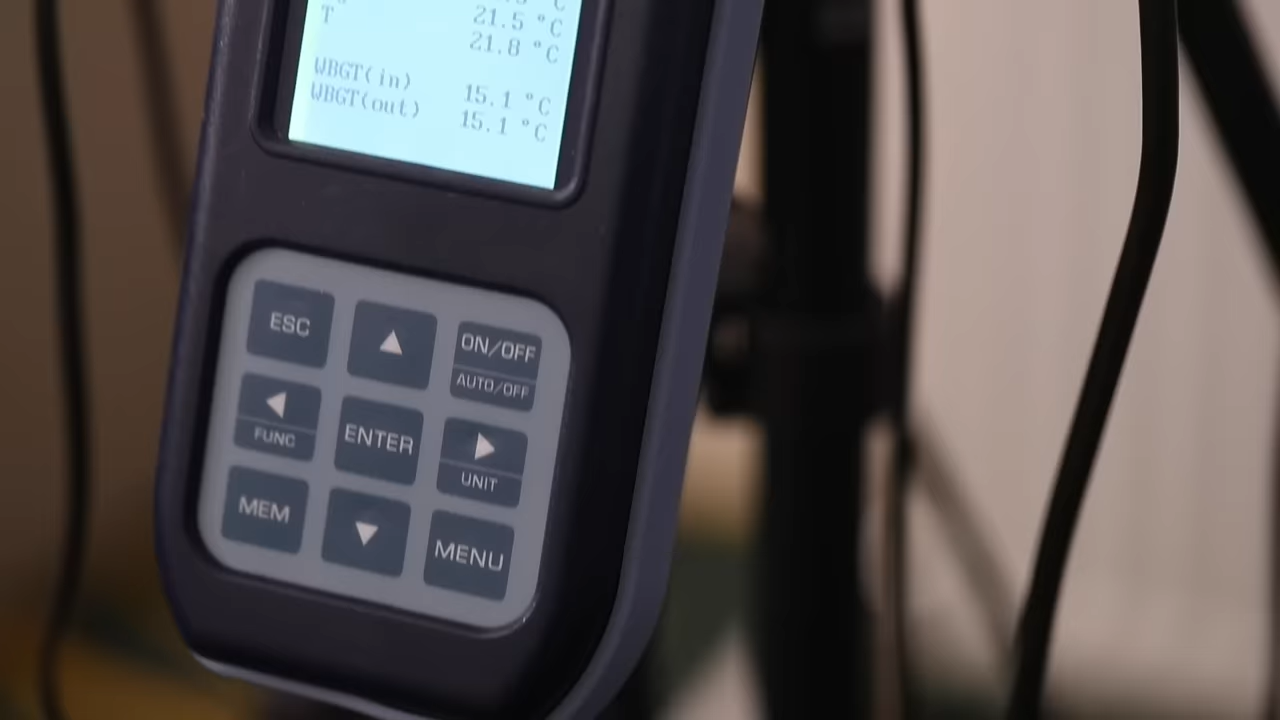 °C
T 21.5 °C
21.8 °C
WBGT(in) 15.1 °C
WBGT(out) 15.1 °C
ESC
ON/OFF
AUTO/OFF
FUNC
ENTER
UNIT
MEM
MENU